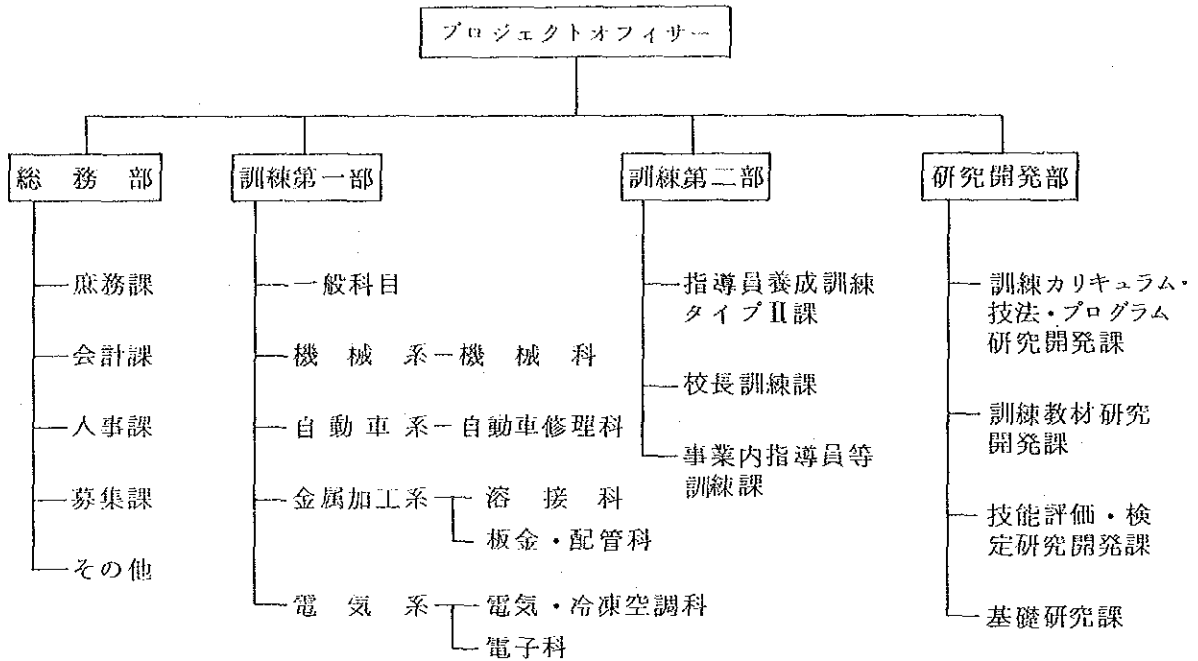 プロジェクトオフィサー
総務部
庶務課
会計課
人事課
募集課
その他
訓練第一部
一般科目
機械系－機械科
自動車系－自動車修理科
金属加工系
溶接科
板金・配管科
電気系
電気・冷凍空調科
電子科
訓練第二部
指導員養成訓練
タイプⅡ課
校長訓練課
事業内指導員等
訓練課
研究開発部
訓練カリキュラム・
技法・プログラム
研究開発課
訓練教材研究
開発課
技能評価・検
定研究開発課
基礎研究課